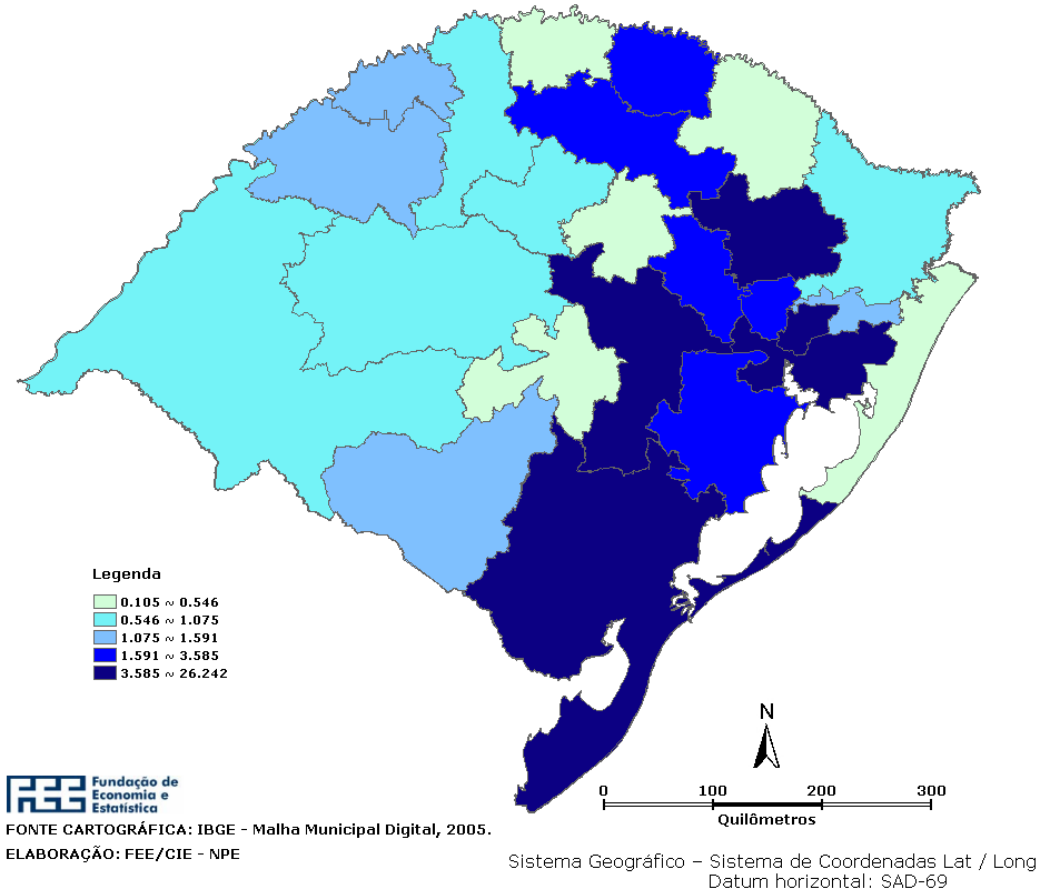 Legenda
0.105 ~ 0.546
0.546 ~ 1.075
1.075 ~ 1.591
1.591 ~ 3.585
3.585 ~ 26.242
N
0 100 200 300
Quilômetros
FEE Fundação de
Economia e
Estatística
FONTE CARTOGRÁFICA: IBGE - Malha Municipal Digital, 2005.
ELABORAÇÃO: FEE/CIE - NPE
Sistema Geográfico – Sistema de Coordenadas Lat / Long
Datum horizontal: SAD-69